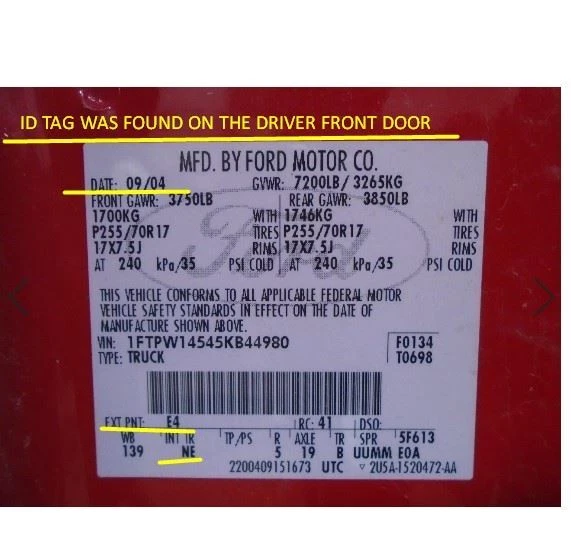 ID TAG WAS FOUND ON THE DRIVER FRONT DOOR
MFD. BY FORD MOTOR CO.
DATE: 09/04 GVWR: 7200LB/ 3265KG
FRONT GAWR: 3750LB REAR GAWR: 3850LB
1700KG WITH 1746KG WITH
P255/70R17 TIRES P255/70R17 TIRES
17X7.5J RIMS 17X7.5J RIMS
AT 240 kPa/35 PSI COLD AT 240 kPa/35 PSI COLD
Ford
THIS VEHICLE CONFORMS TO ALL APPLICABLE FEDERAL MOTOR
VEHICLE SAFETY STANDARDS IN EFFECT ON THE DATE OF
MANUFACTURE SHOWN ABOVE.
VIN: 1FTPW14545KB44980 F0134
TYPE: TRUCK T0698
EXT PNT: E4 RC: 41 DSO:
WB INT TR TP/PS R AXLE TR SPR 5F613
139 NE 5 19 B UUMM E0A
2200409151673 UTC ▽ 2U5A-1520472-AA